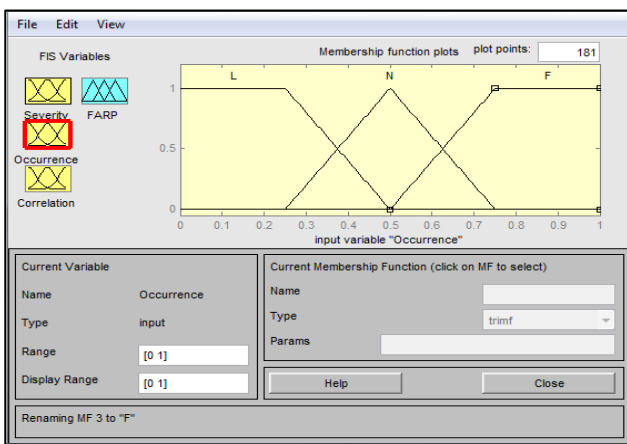 File Edit View
FIS Variables
Membership function plots plot points: 181
Severity FARP
Occurrence
Correlation
L N F
1
0.5
0
0 0.1 0.2 0.3 0.4 0.5 0.6 0.7 0.8 0.9 1
input variable "Occurrence"
Current Variable
Name Occurrence
Type input
Range [0 1]
Display Range [0 1]
Current Membership Function (click on MF to select)
Name
Type trimf
Params
Help Close
Renaming MF 3 to "F"